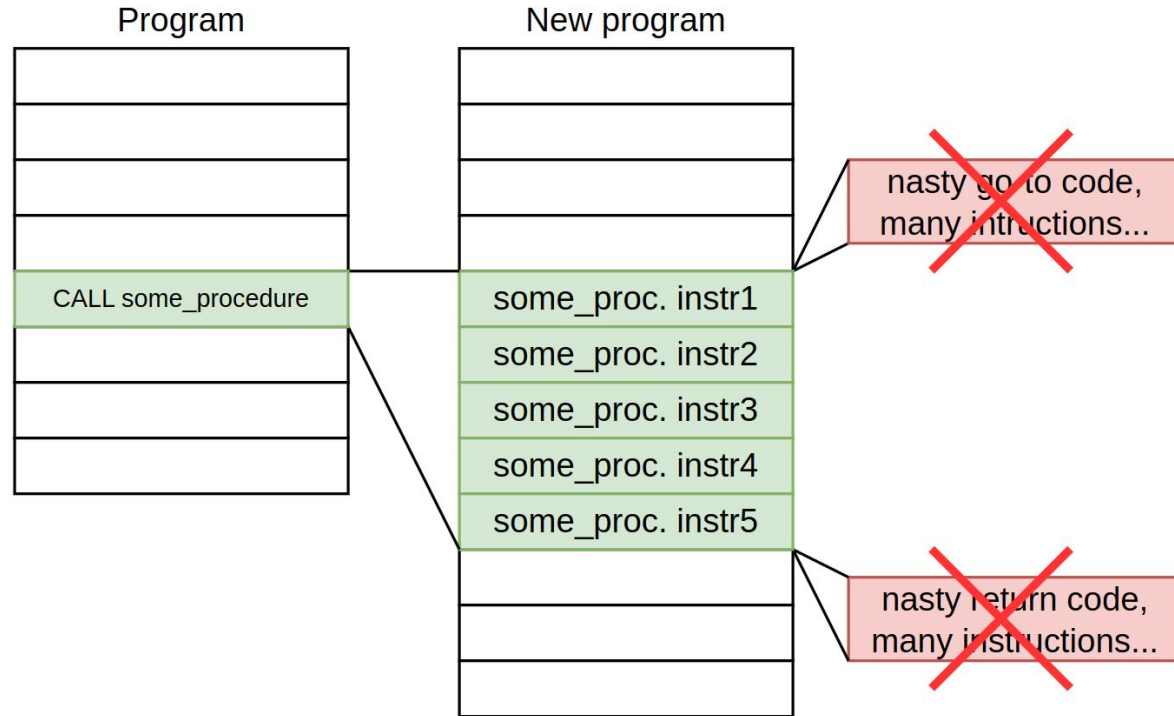 Program
New program
nasty go to code,
many intructions...
CALL some_procedure
some_proc. instr1
some_proc. instr2
some_proc. instr3
some_proc. instr4
some_proc. instr5
nasty return code,
many instructions...